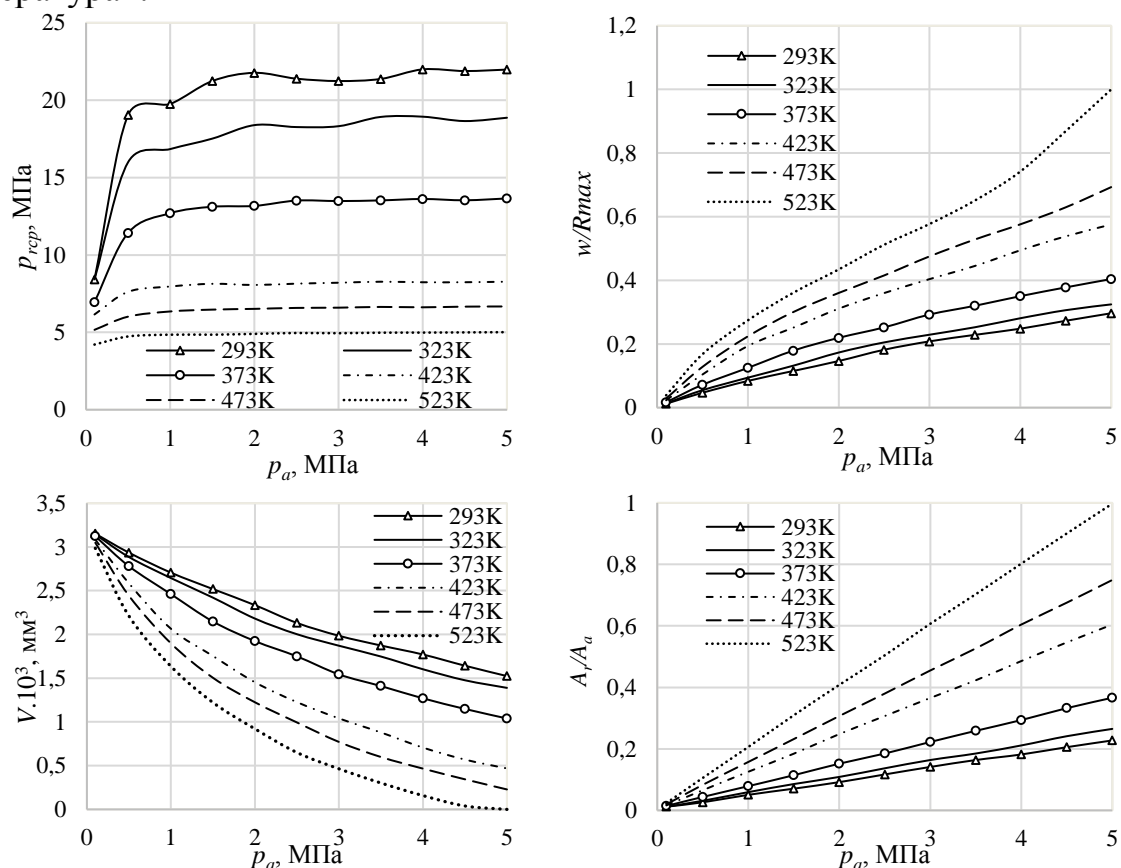 25
20
15
10
5
0
p_rcp, МПа
0 1 2 3 4 5
p_a, МПа
293K 323K
373K 423K
473K 523K
1,2
1
0,8
0,6
0,4
0,2
0
w/Rmax
0 1 2 3 4 5
p_a, МПа
293K
323K
373K
423K
473K
523K
3,5
3
2,5
2
1,5
1
0,5
0
V.10³, мм³
0 1 2 3 4 5
p_a, МПа
293K
323K
373K
423K
473K
523K
1
0,8
0,6
0,4
0,2
0
A_r/A_a
0 1 2 3 4 5
p_a, МПа
293K
323K
373K
423K
473K
523K